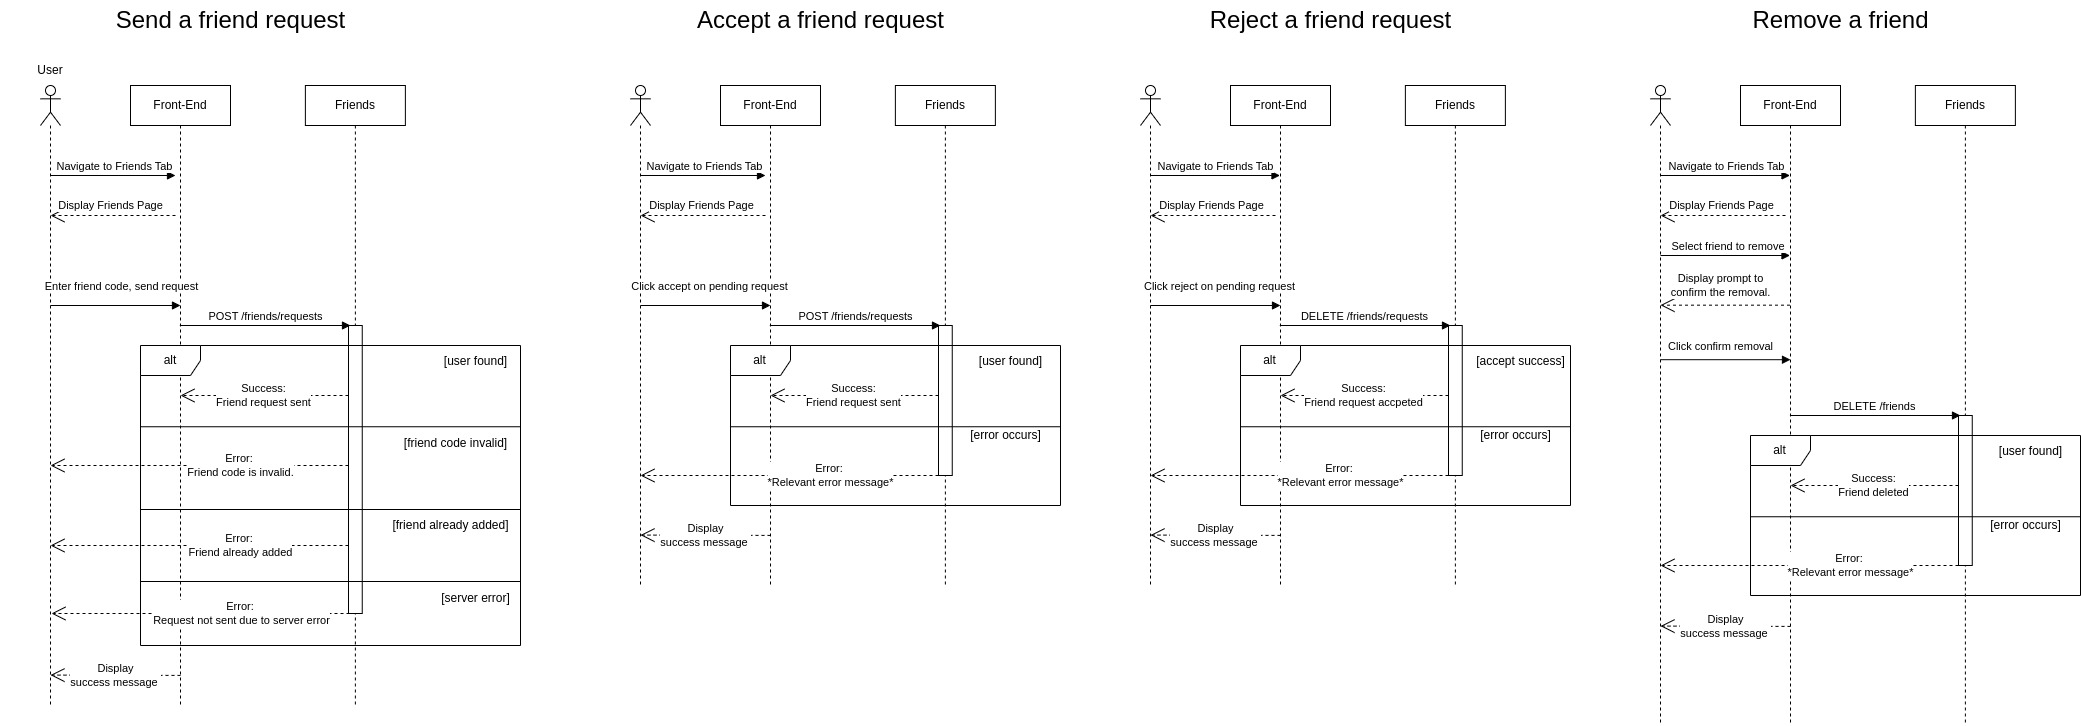 Send a friend request
User
Front-End
Friends
Navigate to Friends Tab
Display Friends Page
Enter friend code, send request
POST /friends/requests
alt
[user found]
Success:
Friend request sent
[friend code invalid]
Error:
Friend code is invalid.
[friend already added]
Error:
Friend already added
[server error]
Error:
Request not sent due to server error
Display
success message
Accept a friend request
Front-End
Friends
Navigate to Friends Tab
Display Friends Page
Click accept on pending request
POST /friends/requests
alt
[user found]
Success:
Friend request sent
[error occurs]
Error:
*Relevant error message*
Display
success message
Reject a friend request
Front-End
Friends
Navigate to Friends Tab
Display Friends Page
Click reject on pending request
DELETE /friends/requests
alt
[accept success]
Success:
Friend request accpeted
[error occurs]
Error:
*Relevant error message*
Display
success message
Remove a friend
Front-End
Friends
Navigate to Friends Tab
Display Friends Page
Select friend to remove
Display prompt to
confirm the removal.
Click confirm removal
DELETE /friends
alt
[user found]
Success:
Friend deleted
[error occurs]
Error:
*Relevant error message*
Display
success message